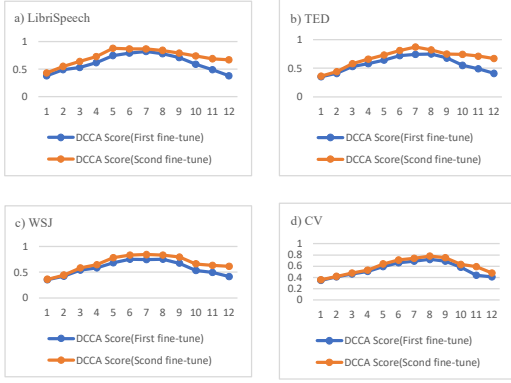 a) LibriSpeech
1
0.5
0
1 2 3 4 5 6 7 8 9 10 11 12
DCCA Score(First fine-tune)
DCCA Score(Scond fine-tune)
b) TED
1
0.5
0
1 2 3 4 5 6 7 8 9 10 11 12
DCCA Score(First fine-tune)
DCCA Score(Scond fine-tune)
c) WSJ
1
0.5
0
1 2 3 4 5 6 7 8 9 10 11 12
DCCA Score(First fine-tune)
DCCA Score(Scond fine-tune)
d) CV
1
0.8
0.6
0.4
0.2
0
1 2 3 4 5 6 7 8 9 10 11 12
DCCA Score(First fine-tune)
DCCA Score(Scond fine-tune)